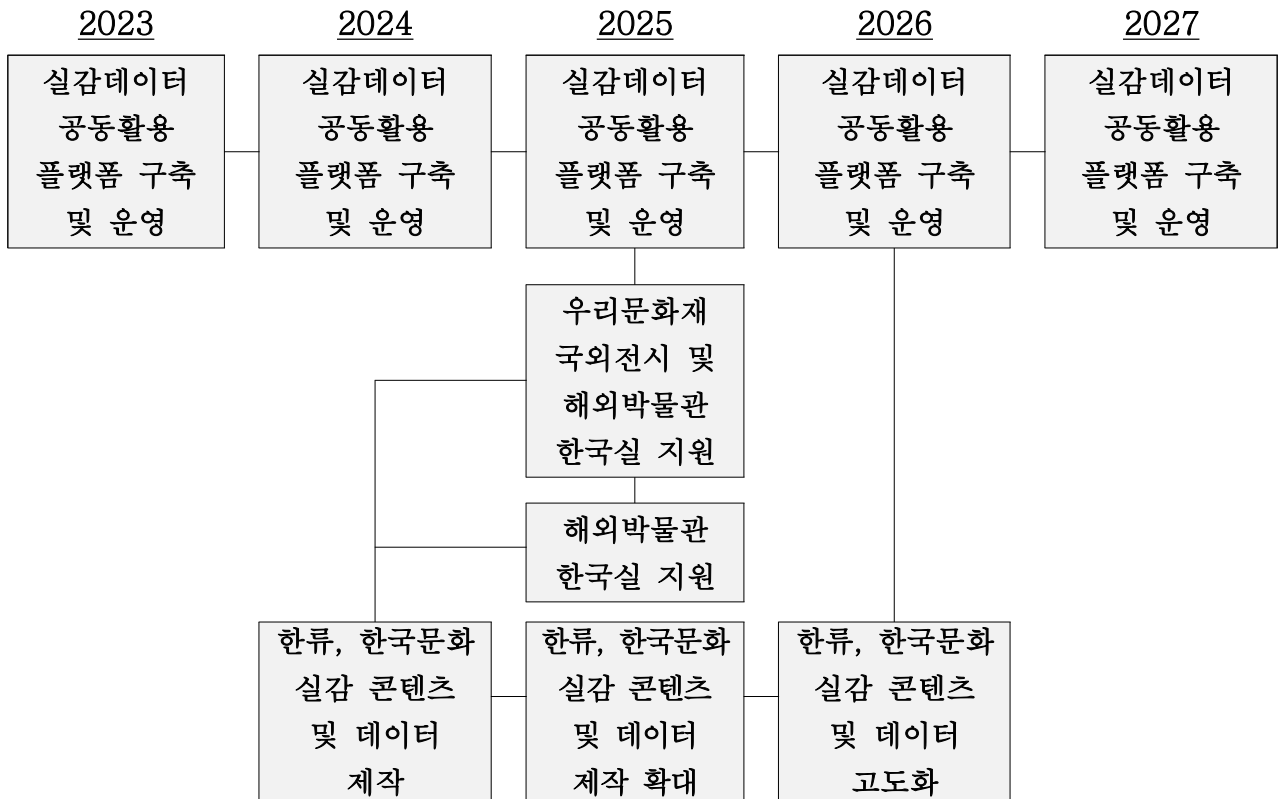 2023
2024
2025
2026
2027
실감데이터
공동활용
플랫폼 구축
및 운영
실감데이터
공동활용
플랫폼 구축
및 운영
실감데이터
공동활용
플랫폼 구축
및 운영
실감데이터
공동활용
플랫폼 구축
및 운영
실감데이터
공동활용
플랫폼 구축
및 운영
우리문화재
국외전시 및
해외박물관
한국실 지원
해외박물관
한국실 지원
한류, 한국문화
실감 콘텐츠
및 데이터
제작
한류, 한국문화
실감 콘텐츠
및 데이터
제작 확대
한류, 한국문화
실감 콘텐츠
및 데이터
고도화